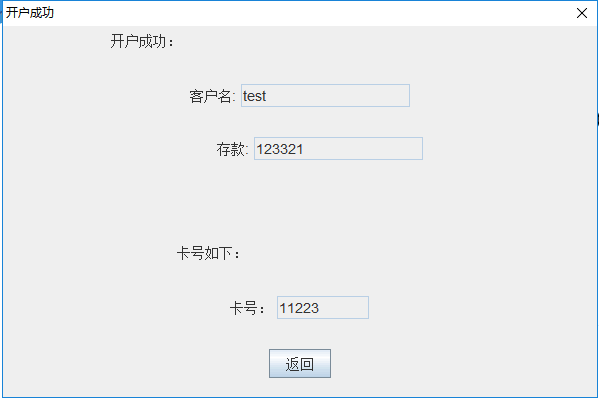 开户成功
开户成功：
客户名: test
存款: 123321
卡号如下：
卡号： 11223
返回